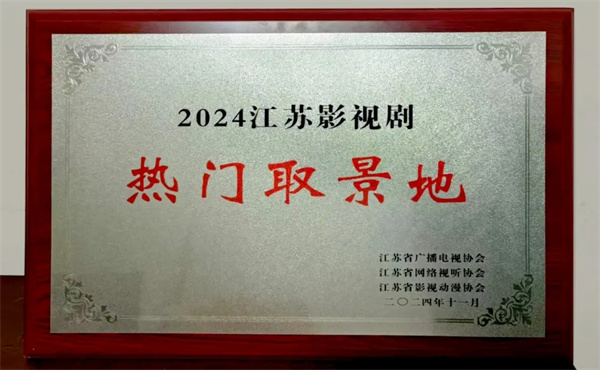 2024江苏影视剧
热门取景地
江苏省广播电视协会
江苏省网络视听协会
江苏省影视动漫协会
二〇二四年十一月